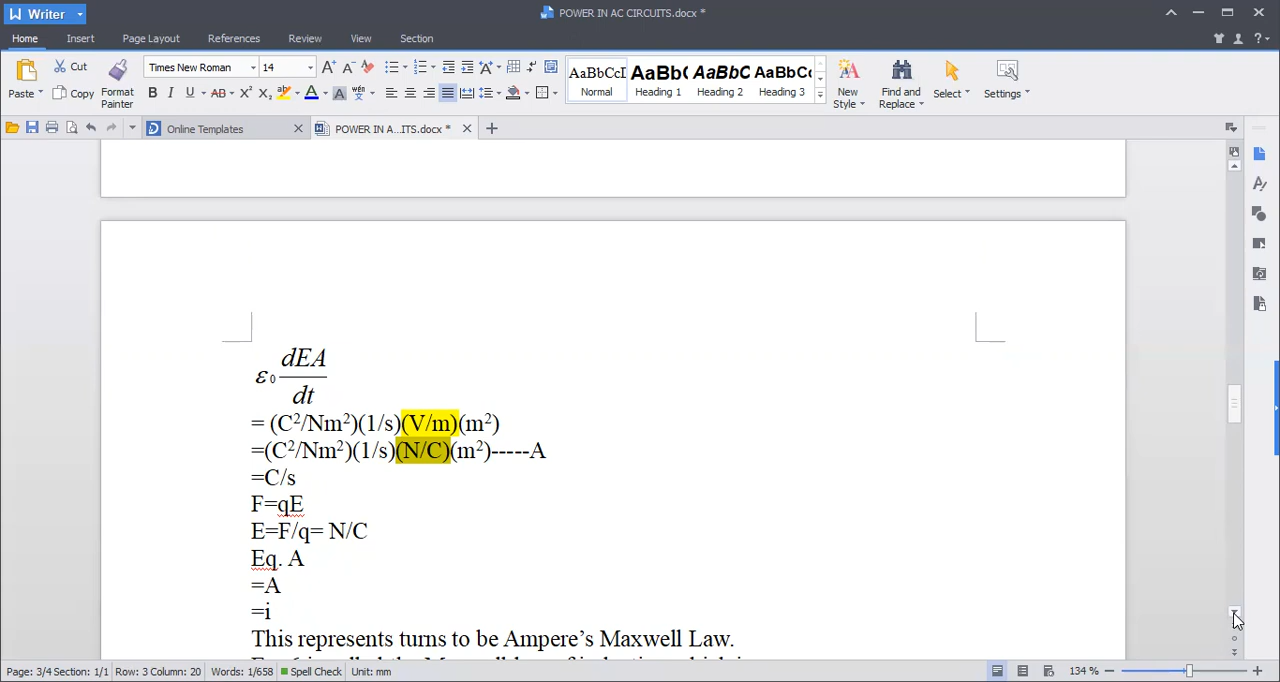 Writer
POWER IN AC CIRCUITS.docx *
Home Insert Page Layout References Review View Section
Paste Cut Copy Format Painter
Times New Roman 14
AaBbCcI AaBb( AaBbC AaBbC(
Normal Heading 1 Heading 2 Heading 3
New Style Find and Replace Select Settings
Online Templates POWER IN A...ITS.docx *
ε₀ dEA/dt
= (C²/Nm²)(1/s)(V/m)(m²)
=(C²/Nm²)(1/s)(N/C)(m²)-----A
=C/s
F=qE
E=F/q= N/C
Eq. A
=A
=i
This represents turns to be Ampere's Maxwell Law.
Page: 3/4 Section: 1/1 Row: 3 Column: 20 Words: 1/658 Spell Check Unit: mm 134 %